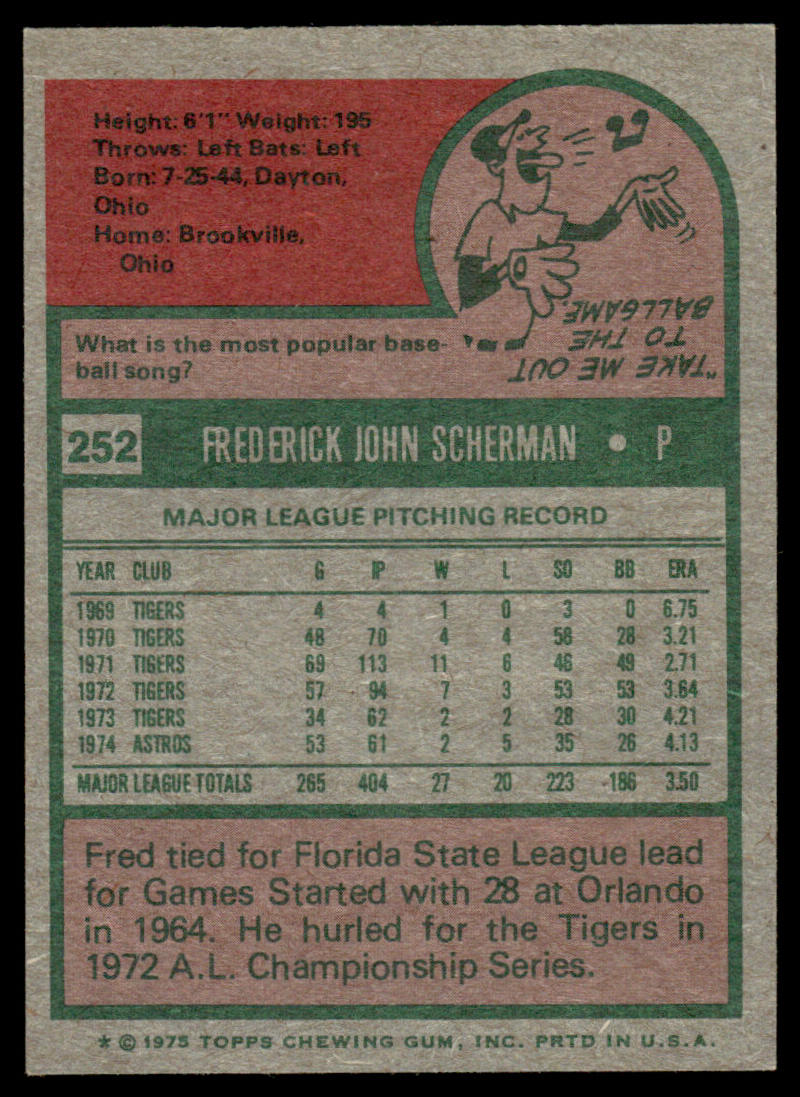 Height: 6'1" Weight: 195
Throws: Left Bats: Left
Born: 7-25-44, Dayton,
Ohio
Home: Brookville,
Ohio
What is the most popular base-
ball song?
"TAKE ME OUT
TO THE
BALLGAME."
252 FREDERICK JOHN SCHERMAN • P
MAJOR LEAGUE PITCHING RECORD
YEAR CLUB G IP W L SO BB ERA
1969 TIGERS 4 4 1 0 3 0 6.75
1970 TIGERS 48 70 4 4 58 28 3.21
1971 TIGERS 69 113 11 6 46 49 2.71
1972 TIGERS 57 94 7 3 53 53 3.64
1973 TIGERS 34 62 2 2 28 30 4.21
1974 ASTROS 53 61 2 5 35 26 4.13
MAJOR LEAGUE TOTALS 265 404 27 20 223 186 3.50
Fred tied for Florida State League lead
for Games Started with 28 at Orlando
in 1964. He hurled for the Tigers in
1972 A.L. Championship Series.
* © 1975 TOPPS CHEWING GUM, INC. PRTD IN U.S.A.